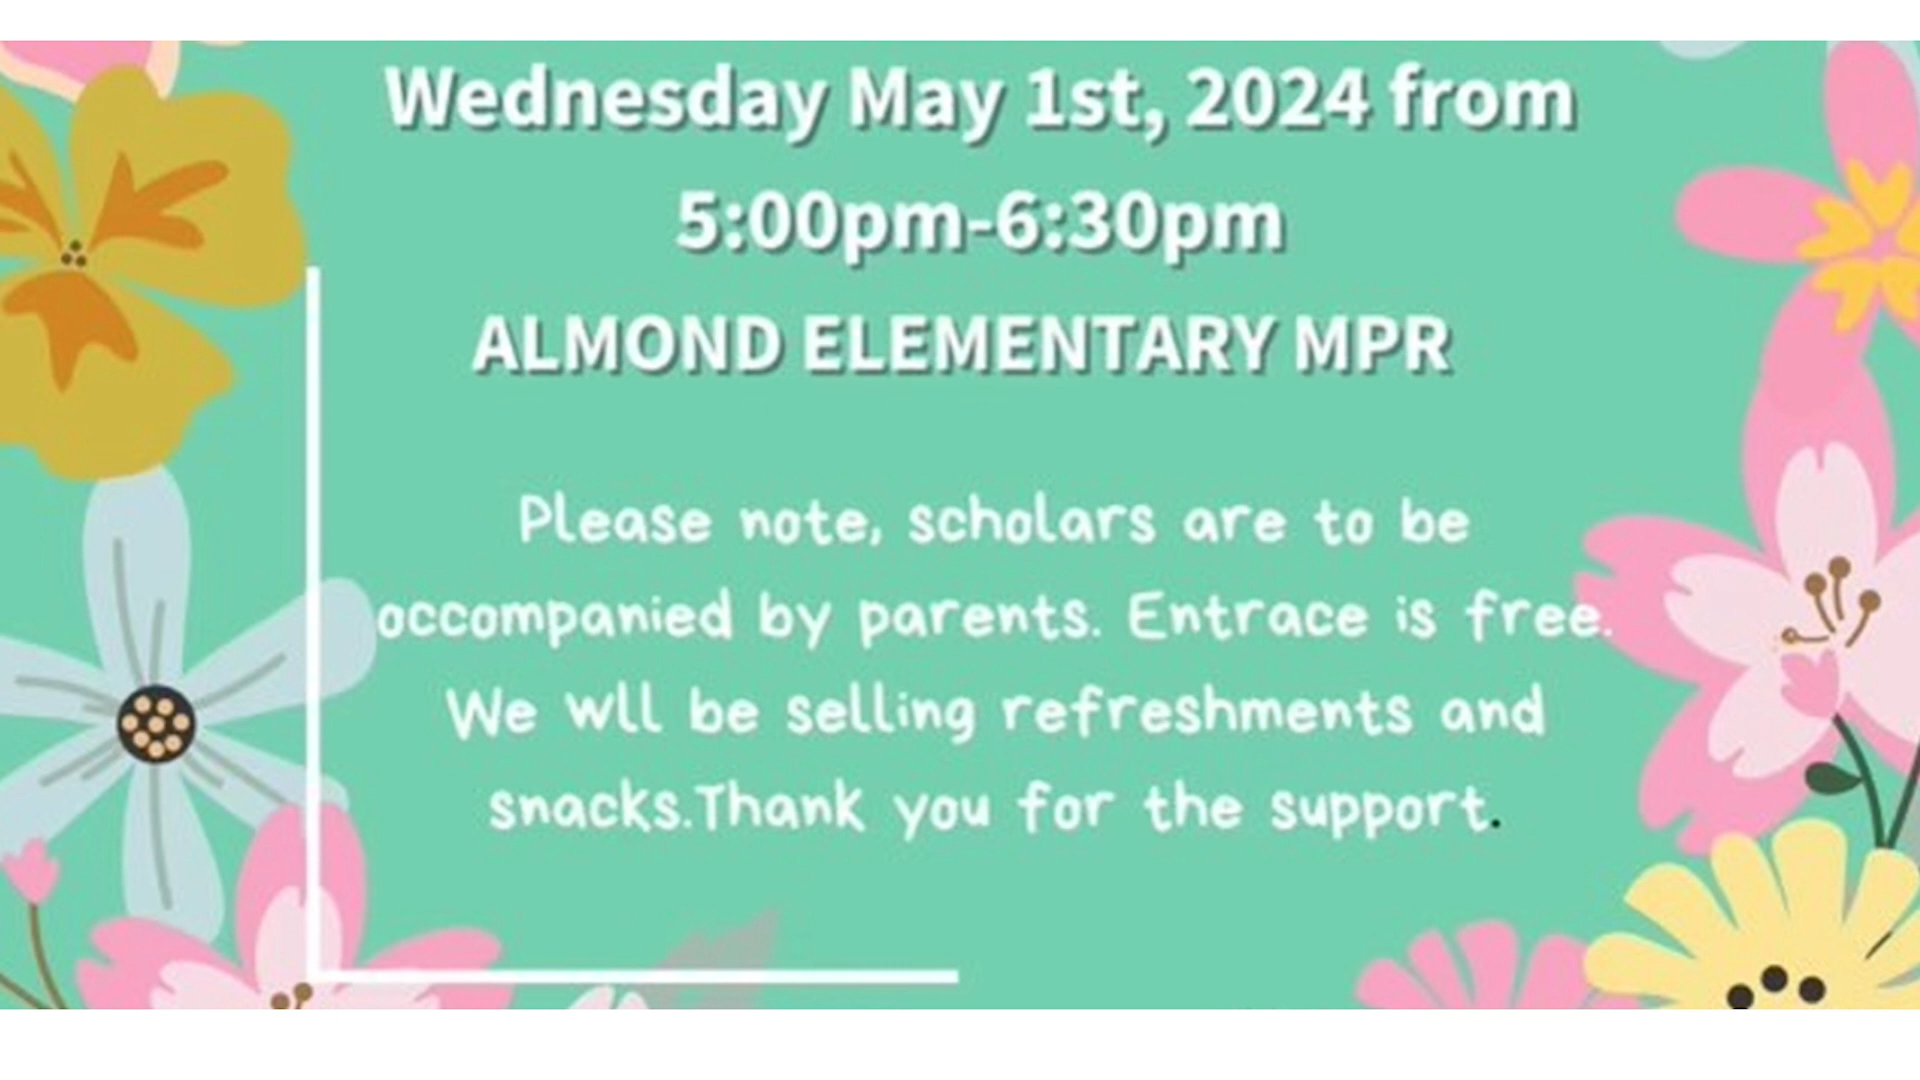 Wednesday May 1st, 2024 from
5:00pm-6:30pm
ALMOND ELEMENTARY MPR
Please note, scholars are to be
accompanied by parents. Entrace is free.
We wll be selling refreshments and
snacks.Thank you for the support.